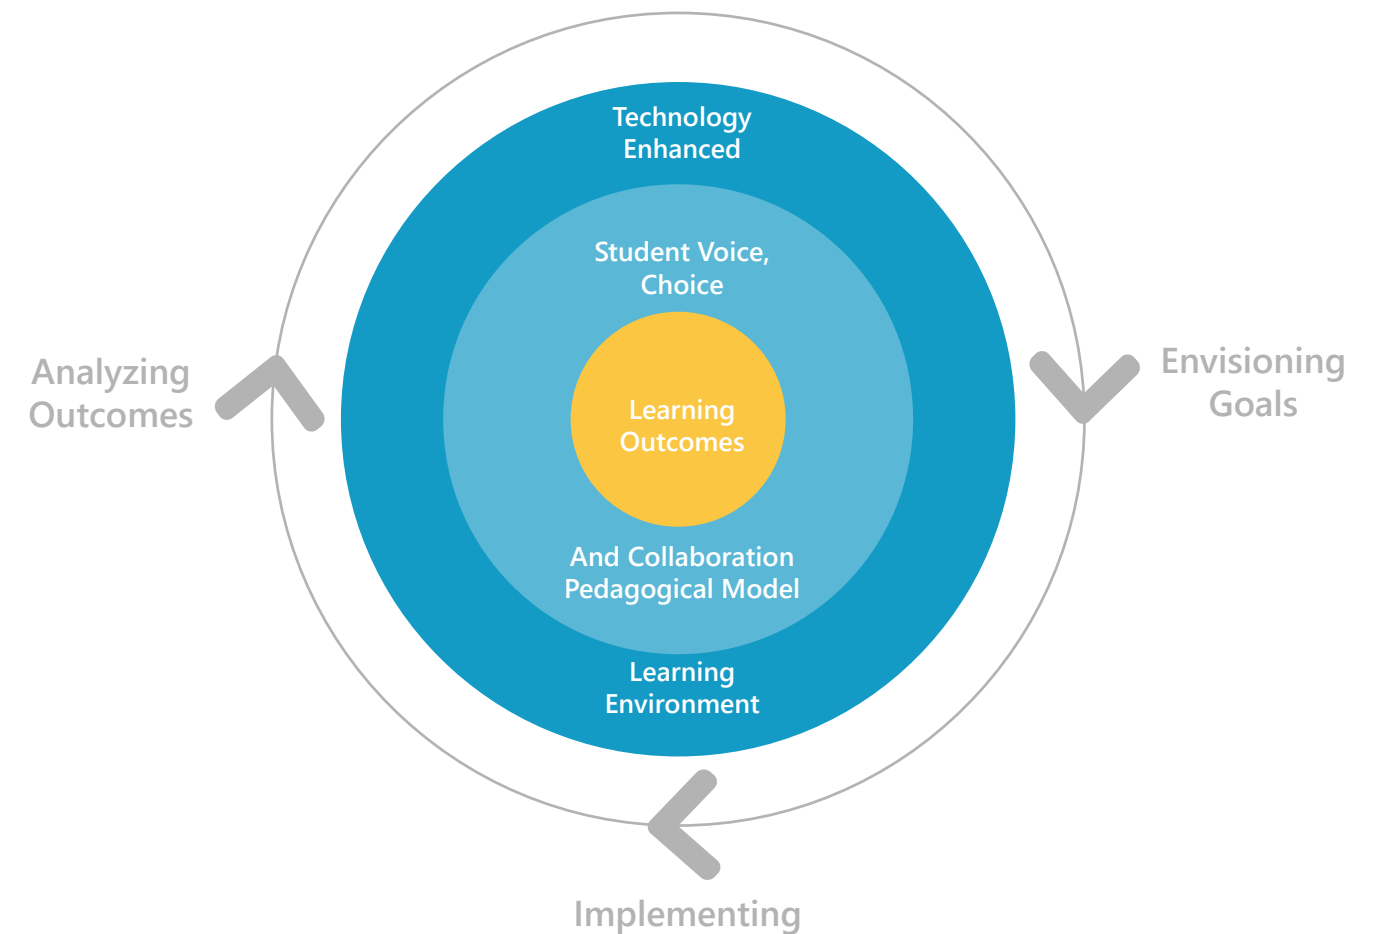 Technology
Enhanced
Student Voice,
Choice
Learning
Outcomes
And Collaboration
Pedagogical Model
Learning
Environment
Analyzing
Outcomes
Envisioning
Goals
Implementing